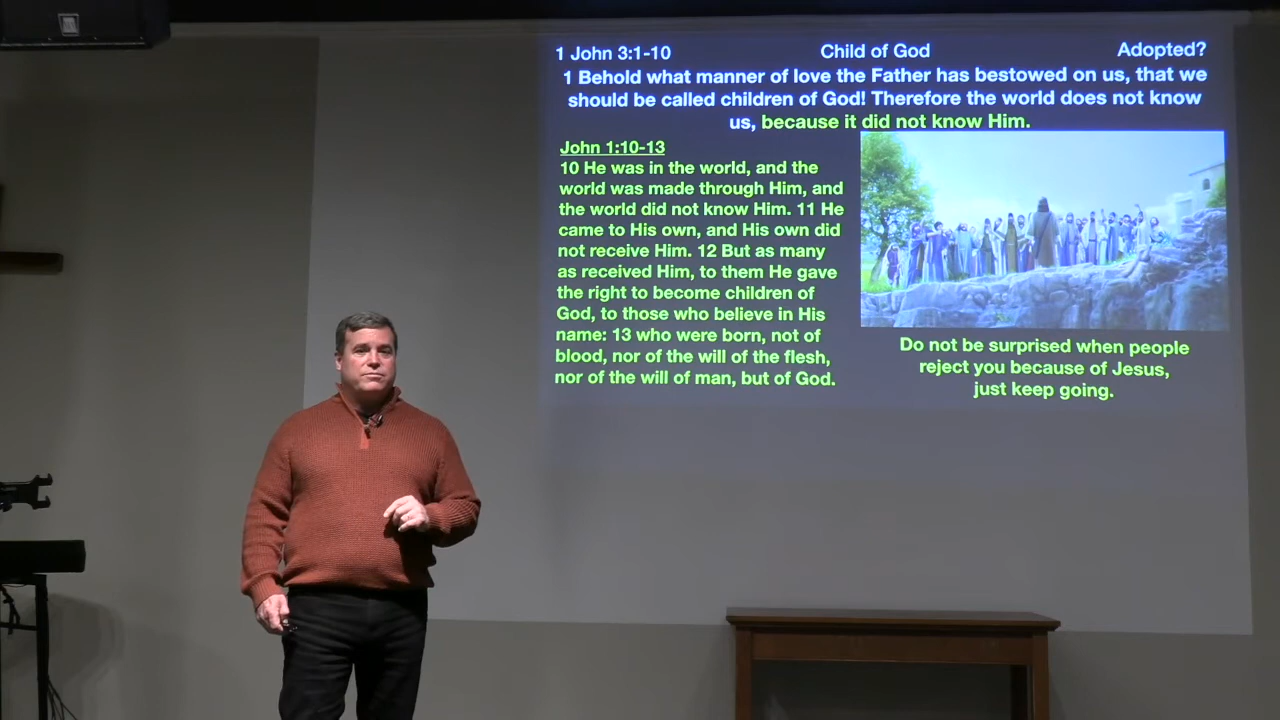 1 John 3:1-10 Child of God Adopted?
1 Behold what manner of love the Father has bestowed on us, that we
should be called children of God! Therefore the world does not know
us, because it did not know Him.
John 1:10-13
10 He was in the world, and the
world was made through Him, and
the world did not know Him. 11 He
came to His own, and His own did
not receive Him. 12 But as many
as received Him, to them He gave
the right to become children of
God, to those who believe in His
name: 13 who were born, not of
blood, nor of the will of the flesh,
nor of the will of man, but of God.
Do not be surprised when people
reject you because of Jesus,
just keep going.